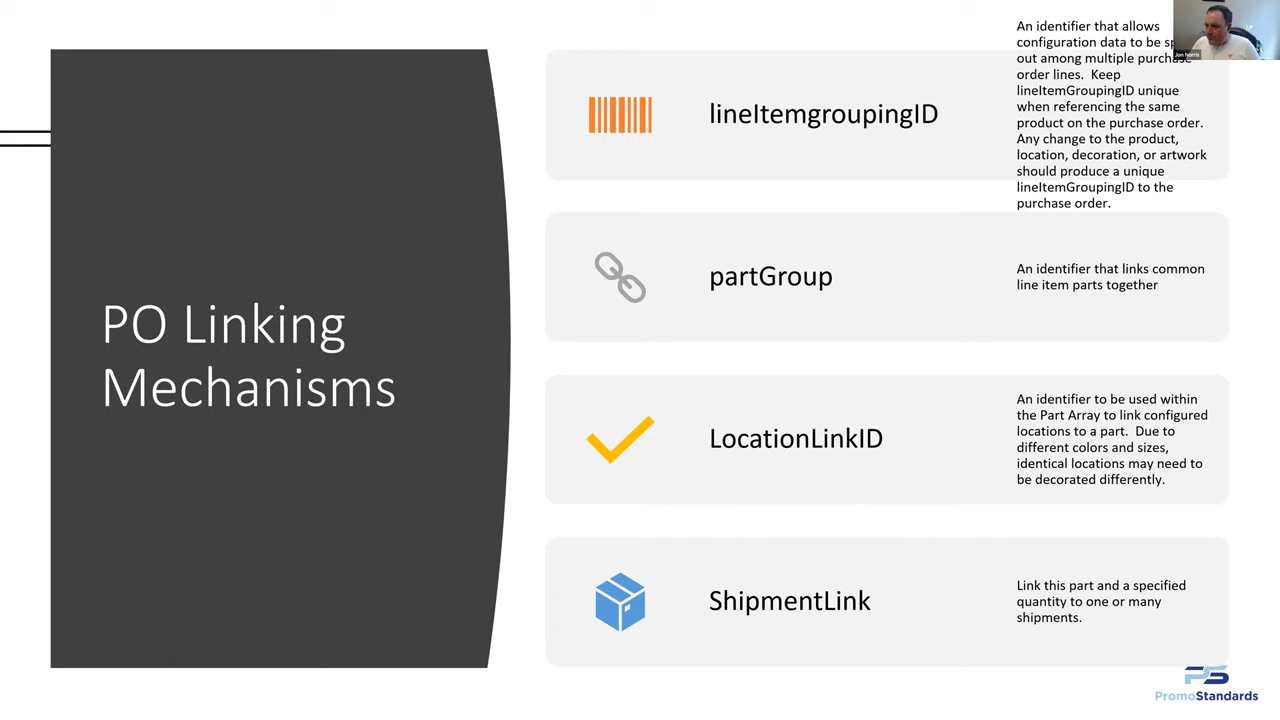 PO Linking
Mechanisms
lineItemgroupingID
An identifier that allows
configuration data to be
out among multiple purchase
order lines. Keep
lineItemGroupingID unique
when referencing the same
product on the purchase order.
Any change to the product,
location, decoration, or artwork
should produce a unique
lineItemGroupingID to the
purchase order.
partGroup
An identifier that links common
line item parts together
LocationLinkID
An identifier to be used within
the Part Array to link configured
locations to a part. Due to
different colors and sizes,
identical locations may need to
be decorated differently.
ShipmentLink
Link this part and a specified
quantity to one or many
shipments.
Jon Norris
PS
PromoStandards